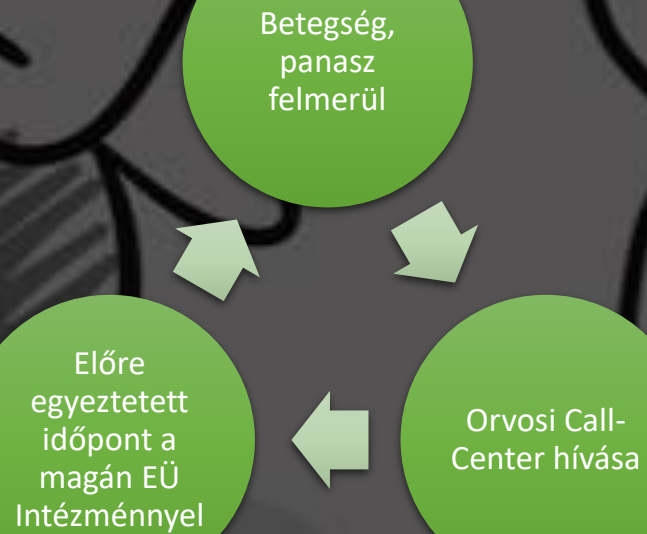 Betegség,
panasz
felmerül
Orvosi Call-
Center hívása
Előre
egyeztetett
időpont a
magán EÜ
Intézménnyel